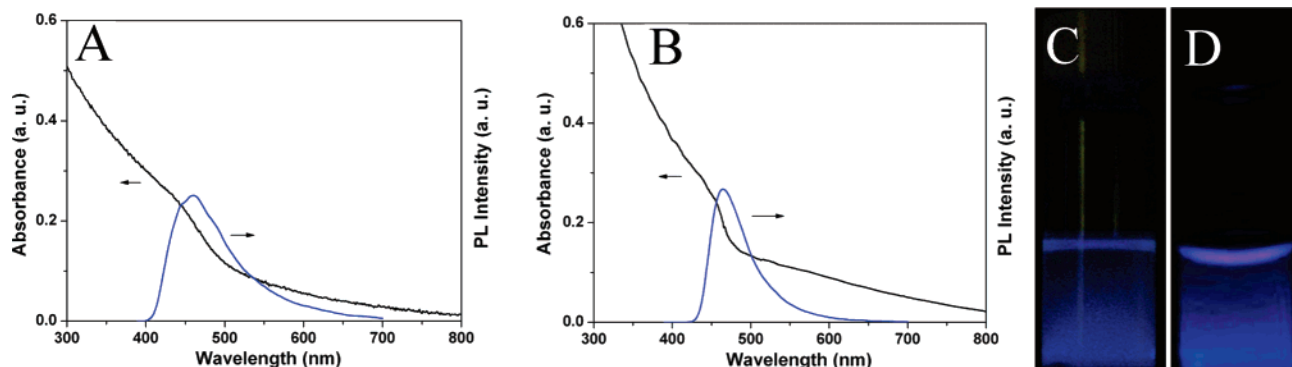 A
Absorbance (a. u.)
0.6
0.4
0.2
0.0
300 400 500 600 700 800
Wavelength (nm)
PL Intensity (a. u.)
B
Absorbance (a. u.)
0.6
0.4
0.2
0.0
300 400 500 600 700 800
Wavelength (nm)
PL Intensity (a. u.)
C
D